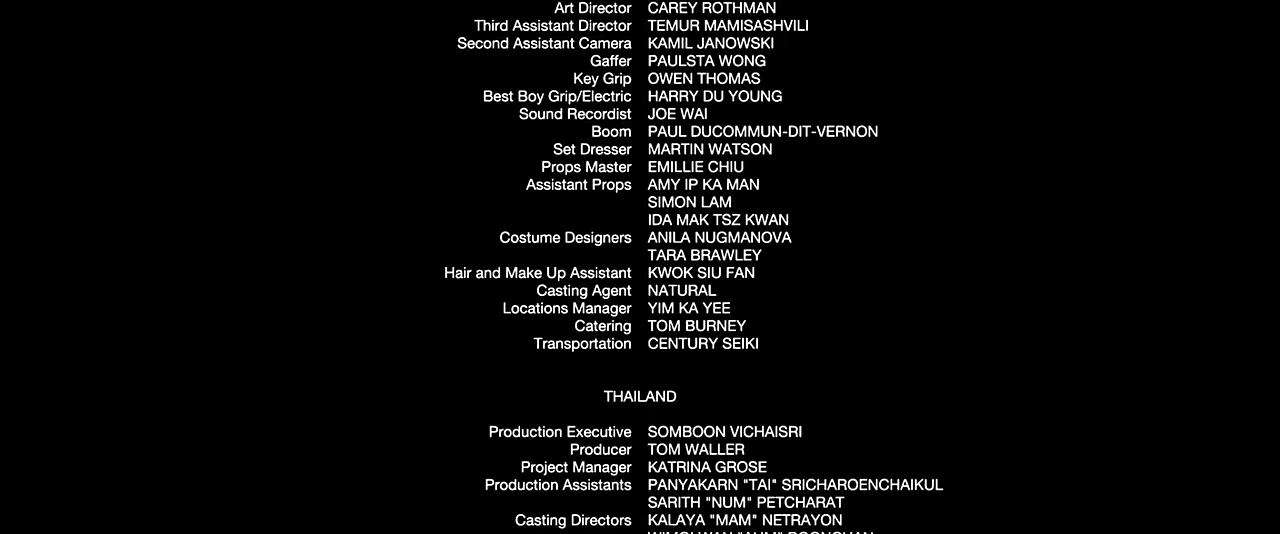 Art Director CAREY ROTHMAN
Third Assistant Director TEMUR MAMISASHVILI
Second Assistant Camera KAMIL JANOWSKI
Gaffer PAULSTA WONG
Key Grip OWEN THOMAS
Best Boy Grip/Electric HARRY DU YOUNG
Sound Recordist JOE WAI
Boom PAUL DUCOMMUN-DIT-VERNON
Set Dresser MARTIN WATSON
Props Master EMILLIE CHIU
Assistant Props AMY IP KA MAN
SIMON LAM
IDA MAK TSZ KWAN
Costume Designers ANILA NUGMANOVA
TARA BRAWLEY
Hair and Make Up Assistant KWOK SIU FAN
Casting Agent NATURAL
Locations Manager YIM KA YEE
Catering TOM BURNEY
Transportation CENTURY SEIKI
THAILAND
Production Executive SOMBOON VICHAISRI
Producer TOM WALLER
Project Manager KATRINA GROSE
Production Assistants PANYAKARN "TAI" SRICHAROENCHAIKUL
SARITH "NUM" PETCHARAT
Casting Directors KALAYA "MAM" NETRAYON